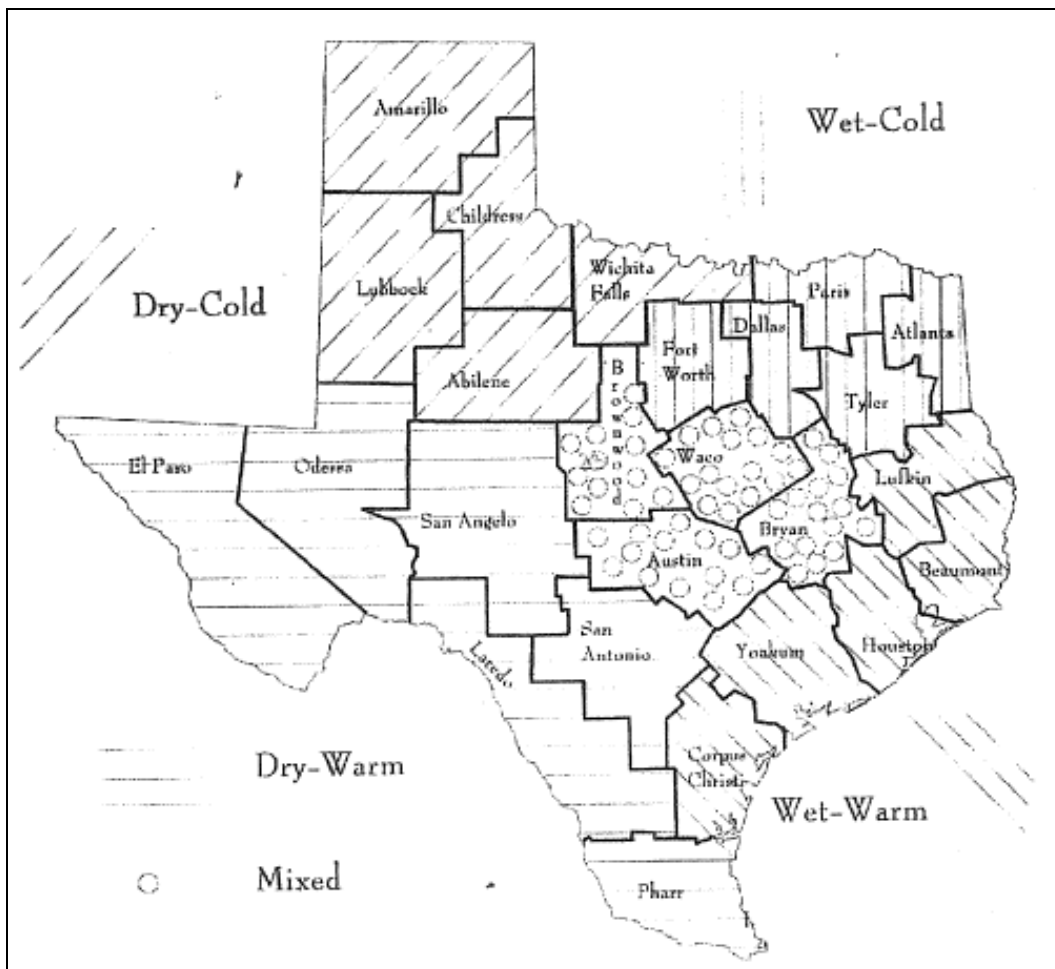 Amarillo
Wet-Cold
Childress
Wichita
Falls
Lubbock
Dry-Cold
Paris
Dallas
Atlanta
Fort
Worth
Abilene
Brownwood
Tyler
El Paso
Odessa
Waco
Lufkin
San Angelo
Bryan
Austin
Beaumont
San
Antonio
Yoakum
Houston
Laredo
Corpus
Christi
Dry-Warm
Wet-Warm
Mixed
Pharr